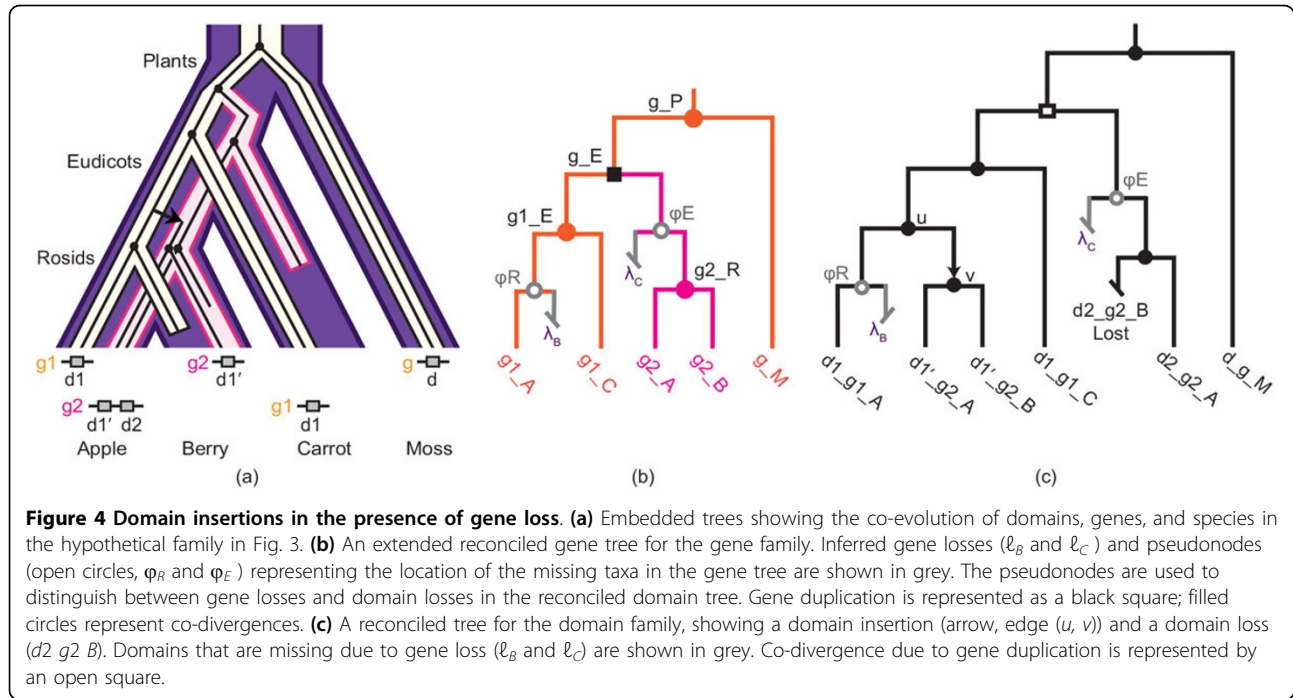 Plants
Eudicots
Rosids
g1
d1
g2
d1'
g
d
g2
d1' d2
g1
d1
Apple Berry Carrot Moss
(a)
g_P
g_E
g1_E
φE
φR
λC
g2_R
λB
g1_A
g1_C
g2_A
g2_B
g_M
(b)
φE
u
λC
φR
v
λB
d2_g2_B
Lost
d1_g1_A
d1'_g2_A
d1'_g2_B
d1_g1_C
d2_g2_A
d_g_M
(c)
Figure 4 Domain insertions in the presence of gene loss. (a) Embedded trees showing the co-evolution of domains, genes, and species in
the hypothetical family in Fig. 3. (b) An extended reconciled gene tree for the gene family. Inferred gene losses (ℓB and ℓC ) and pseudonodes
(open circles, φR and φE ) representing the location of the missing taxa in the gene tree are shown in grey. The pseudonodes are used to
distinguish between gene losses and domain losses in the reconciled domain tree. Gene duplication is represented as a black square; filled
circles represent co-divergences. (c) A reconciled tree for the domain family, showing a domain insertion (arrow, edge (u, v)) and a domain loss
(d2 g2 B). Domains that are missing due to gene loss (ℓB and ℓC) are shown in grey. Co-divergence due to gene duplication is represented by
an open square.